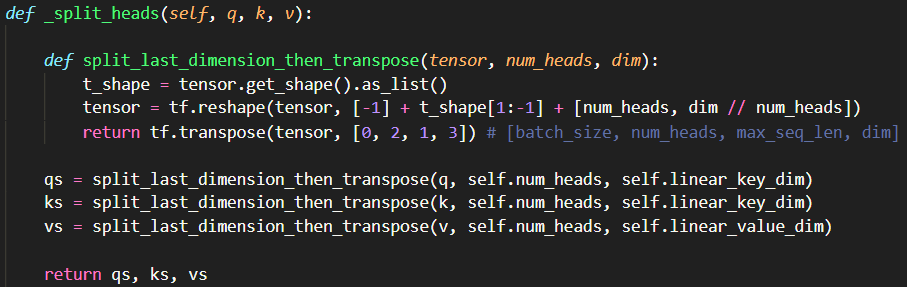 def _split_heads(self, q, k, v):
def split_last_dimension_then_transpose(tensor, num_heads, dim):
t_shape = tensor.get_shape().as_list()
tensor = tf.reshape(tensor, [-1] + t_shape[1:-1] + [num_heads, dim // num_heads])
return tf.transpose(tensor, [0, 2, 1, 3]) # [batch_size, num_heads, max_seq_len, dim]
qs = split_last_dimension_then_transpose(q, self.num_heads, self.linear_key_dim)
ks = split_last_dimension_then_transpose(k, self.num_heads, self.linear_key_dim)
vs = split_last_dimension_then_transpose(v, self.num_heads, self.linear_value_dim)
return qs, ks, vs